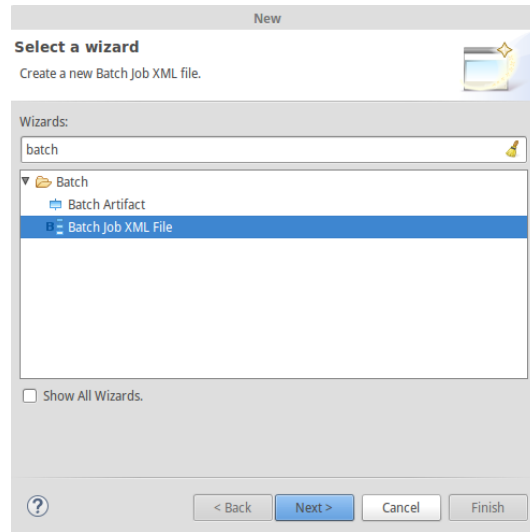 New
Select a wizard
Create a new Batch Job XML file.
Wizards:
batch
Batch
Batch Artifact
Batch Job XML File
Show All Wizards.
? < Back Next > Cancel Finish